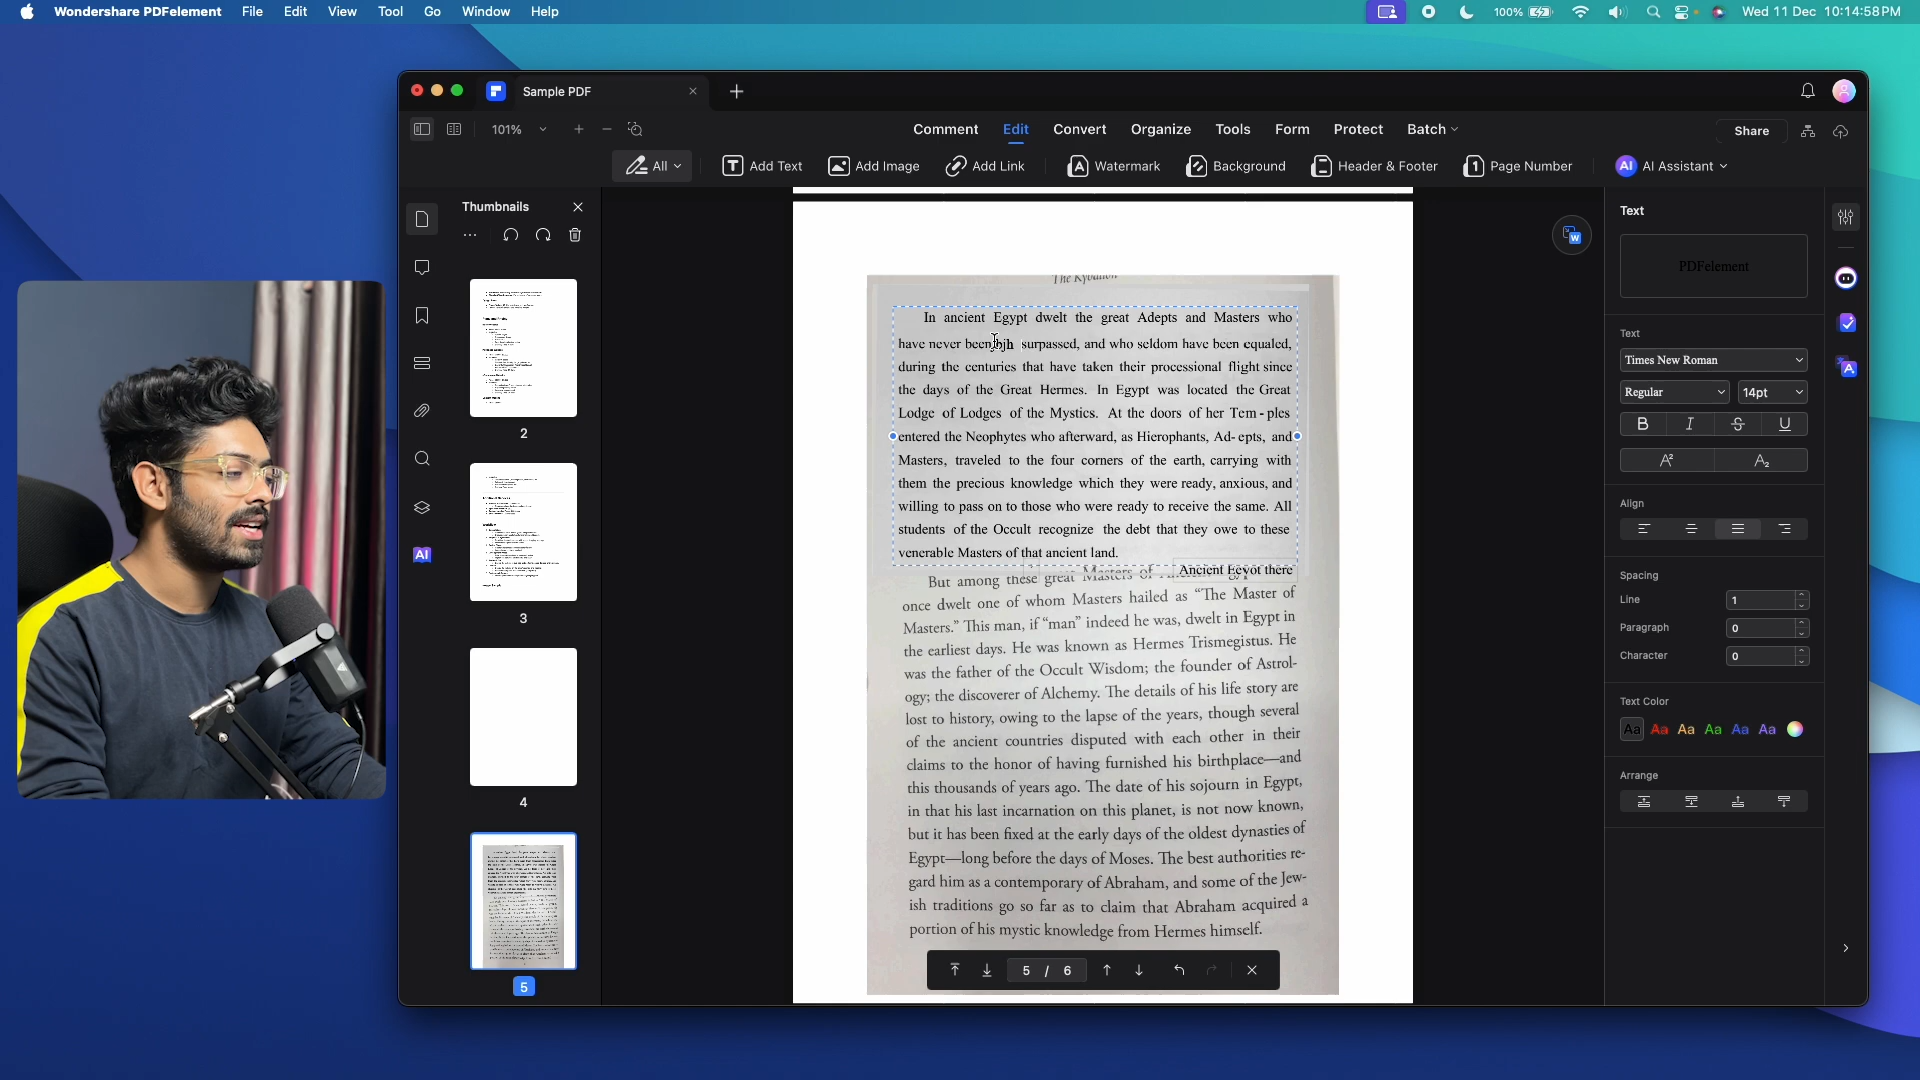 Wondershare PDFelement File Edit View Tool Go Window Help
100% Wed 11 Dec 10:14:58PM
Sample PDF
101%
Comment Edit Convert Organize Tools Form Protect Batch
Share
All Add Text Add Image Add Link Watermark Background Header & Footer Page Number AI AI Assistant
Thumbnails
2
3
4
5
AI
The Kybalion
In ancient Egypt dwelt the great Adepts and Masters who
have never been surpassed, and who seldom have been equaled,
during the centuries that have taken their processional flight since
the days of the Great Hermes. In Egypt was located the Great
Lodge of Lodges of the Mystics. At the doors of her Tem - ples
entered the Neophytes who afterward, as Hierophants, Ad- epts, and
Masters, traveled to the four corners of the earth, carrying with
them the precious knowledge which they were ready, anxious, and
willing to pass on to those who were ready to receive the same. All
students of the Occult recognize the debt that they owe to these
venerable Masters of that ancient land.
Ancient Egypt there
But among these great Masters of
once dwelt one of whom Masters hailed as “The Master of
Masters.” This man, if “man” indeed he was, dwelt in Egypt in
the earliest days. He was known as Hermes Trismegistus. He
was the father of the Occult Wisdom; the founder of Astrol-
ogy; the discoverer of Alchemy. The details of his life story are
lost to history, owing to the lapse of the years, though several
of the ancient countries disputed with each other in their
claims to the honor of having furnished his birthplace—and
this thousands of years ago. The date of his sojourn in Egypt,
in that his last incarnation on this planet, is not now known,
but it has been fixed at the early days of the oldest dynasties of
Egypt—long before the days of Moses. The best authorities re-
gard him as a contemporary of Abraham, and some of the Jew-
ish traditions go so far as to claim that Abraham acquired a
portion of his mystic knowledge from Hermes himself.
5 / 6
Text
PDFelement
Text
Times New Roman
Regular 14pt
B I S U
A² A₂
Align
Spacing
Line 1
Paragraph 0
Character 0
Text Color
Aa Aa Aa Aa Aa Aa
Arrange